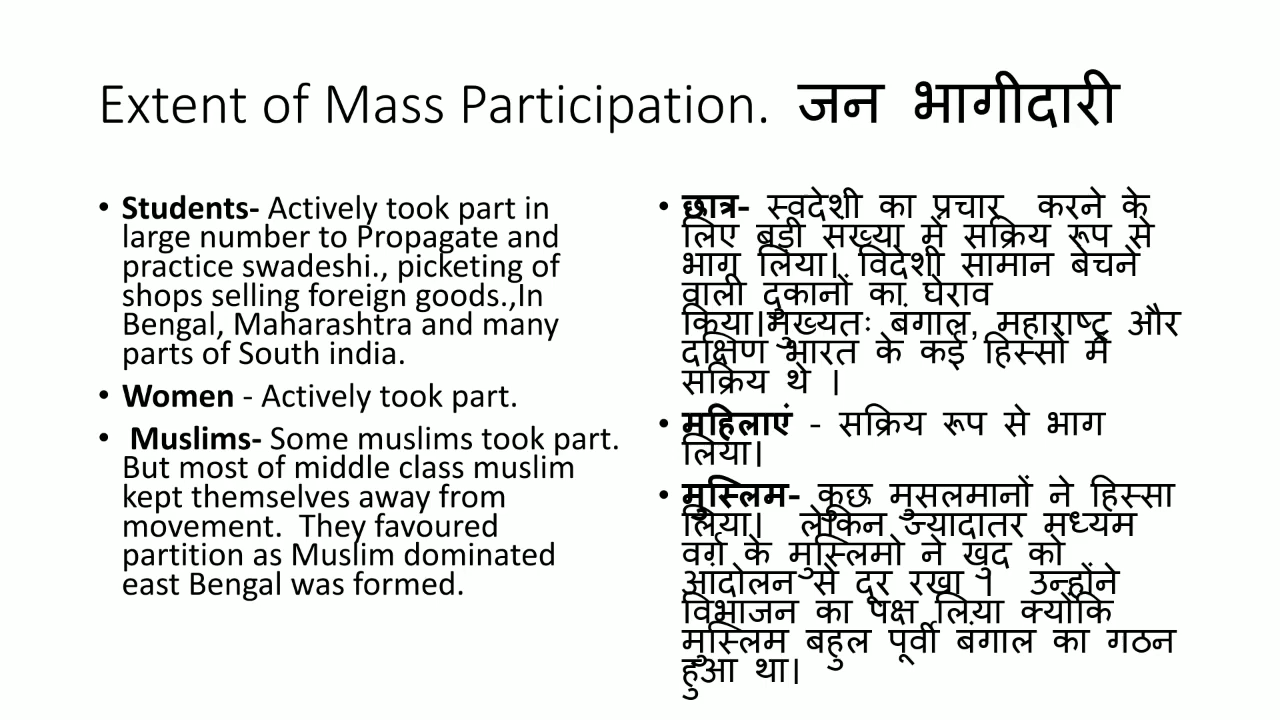 Extent of Mass Participation. जन भागीदारी
• Students- Actively took part in
large number to Propagate and
practice swadeshi., picketing of
shops selling foreign goods.,In
Bengal, Maharashtra and many
parts of South india.
• Women - Actively took part.
• Muslims- Some muslims took part.
But most of middle class muslim
kept themselves away from
movement. They favoured
partition as Muslim dominated
east Bengal was formed.
• छात्र- स्वदेशी का प्रचार करने के
लिए बड़ी संख्या में सक्रिय रूप से
भाग लिया। विदेशी सामान बेचने
वाली दुकानों का घेराव
किया।मुख्यतः बंगाल, महाराष्ट्र और
दक्षिण भारत के कई हिस्सों में
सक्रिय थे ।
• महिलाएं - सक्रिय रूप से भाग
लिया।
• मुस्लिम- कुछ मुसलमानों ने हिस्सा
लिया। लेकिन ज्यादातर मध्यम
वर्ग के मुस्लिमो ने खुद को
आंदोलन से दूर रखा । उन्होंने
विभाजन का पक्ष लिया क्योंकि
मुस्लिम बहुल पूर्वी बंगाल का गठन
हुआ था।